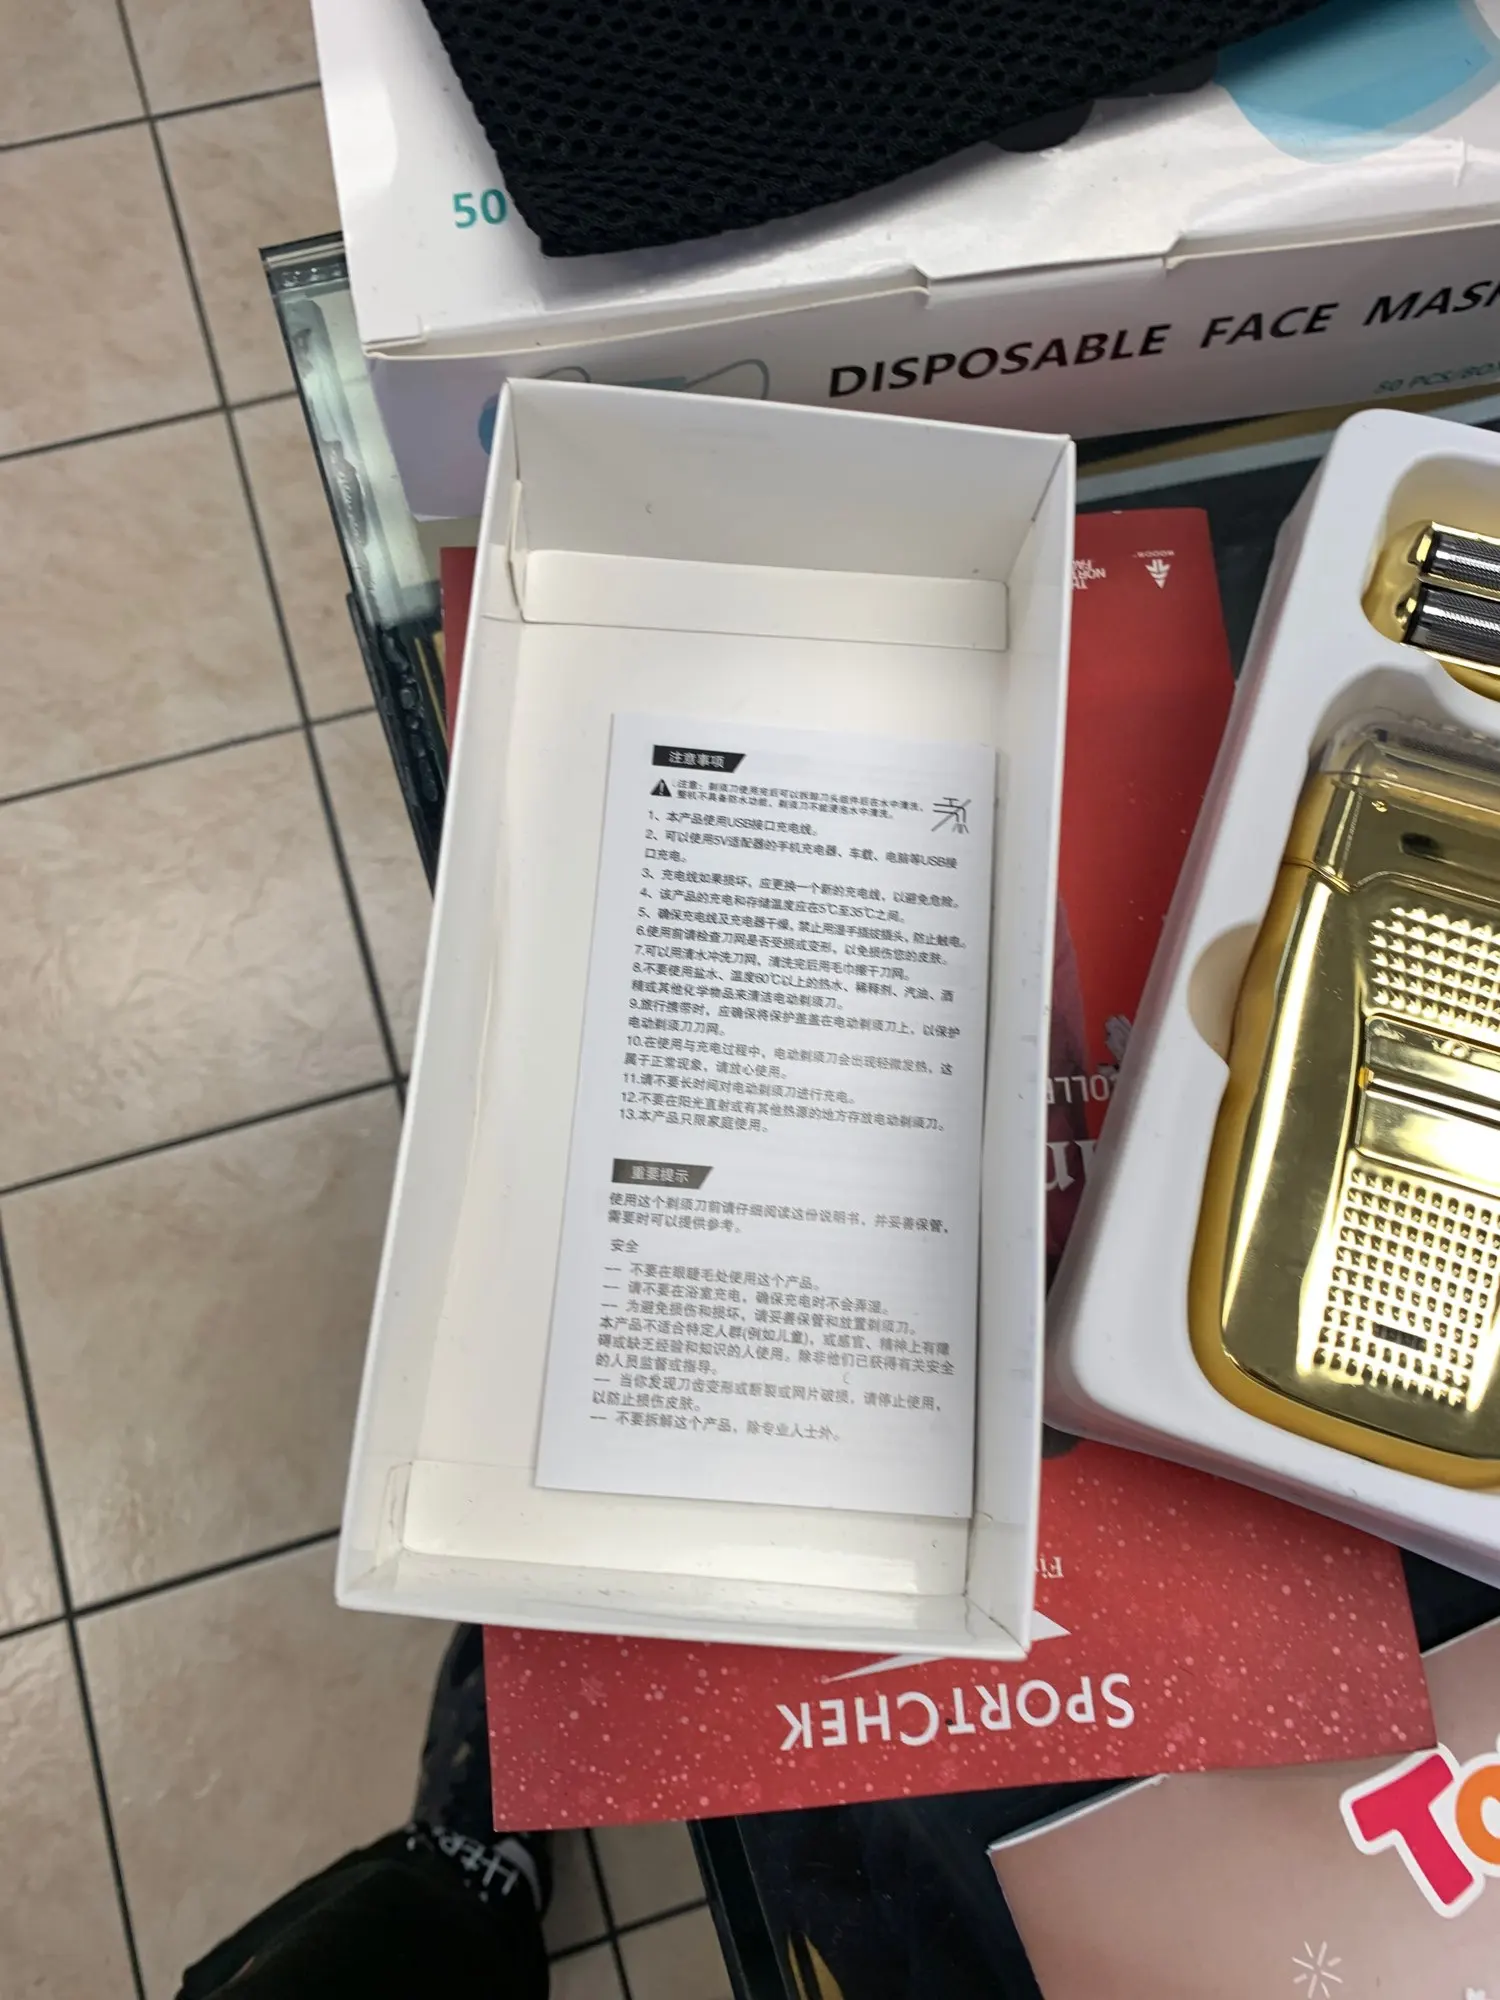 50
DISPOSABLE FACE MASK
50 PCS/BOX
注意事项
注意：剃须刀使用完后可以拆卸刀头组件后在水中清洗，
整机不具备防水功能，剃须刀不能浸泡水中清洗。
1、本产品使用USB接口充电线。
2、可以使用5V适配器的手机充电器、车载、电脑等USB接
口充电。
3、充电线如果损坏，应更换一个新的充电线，以避免危险。
4、该产品的充电和存储温度应在5℃至35℃之间。
5、确保充电线及充电器干燥，禁止用湿手插拔插头，防止触电。
6.使用前请检查刀网是否受损或变形，以免损伤您的皮肤。
7.可以用清水冲洗刀网，清洗完后用毛巾擦干刀网。
8.不要使用盐水、温度60℃以上的热水、稀释剂、汽油、酒
精或其他化学物品来清洁电动剃须刀。
9.旅行携带时，应确保将保护盖盖在电动剃须刀上，以保护
电动剃须刀刀网。
10.在使用与充电过程中，电动剃须刀会出现轻微发热，这
属于正常现象，请放心使用。
11.请不要长时间对电动剃须刀进行充电。
12.不要在阳光直射或有其他热源的地方存放电动剃须刀。
13.本产品只限家庭使用。
重要提示
使用这个剃须刀前请仔细阅读这份说明书，并妥善保管，
需要时可以提供参考。
安全
一 不要在眼睫毛处使用这个产品。
一 请不要在浴室充电，确保充电时不会弄湿。
一 为避免损伤和损坏，请妥善保管和放置剃须刀。
本产品不适合特定人群(例如儿童)，或感官、精神上有障
碍或缺乏经验和知识的人使用。除非他们已获得有关安全
的人员监督或指导。
一 当你发现刀齿变形或断裂或网片破损，请停止使用，
以防止损伤皮肤。
一 不要拆解这个产品，除专业人士外。
SPORTCHEK